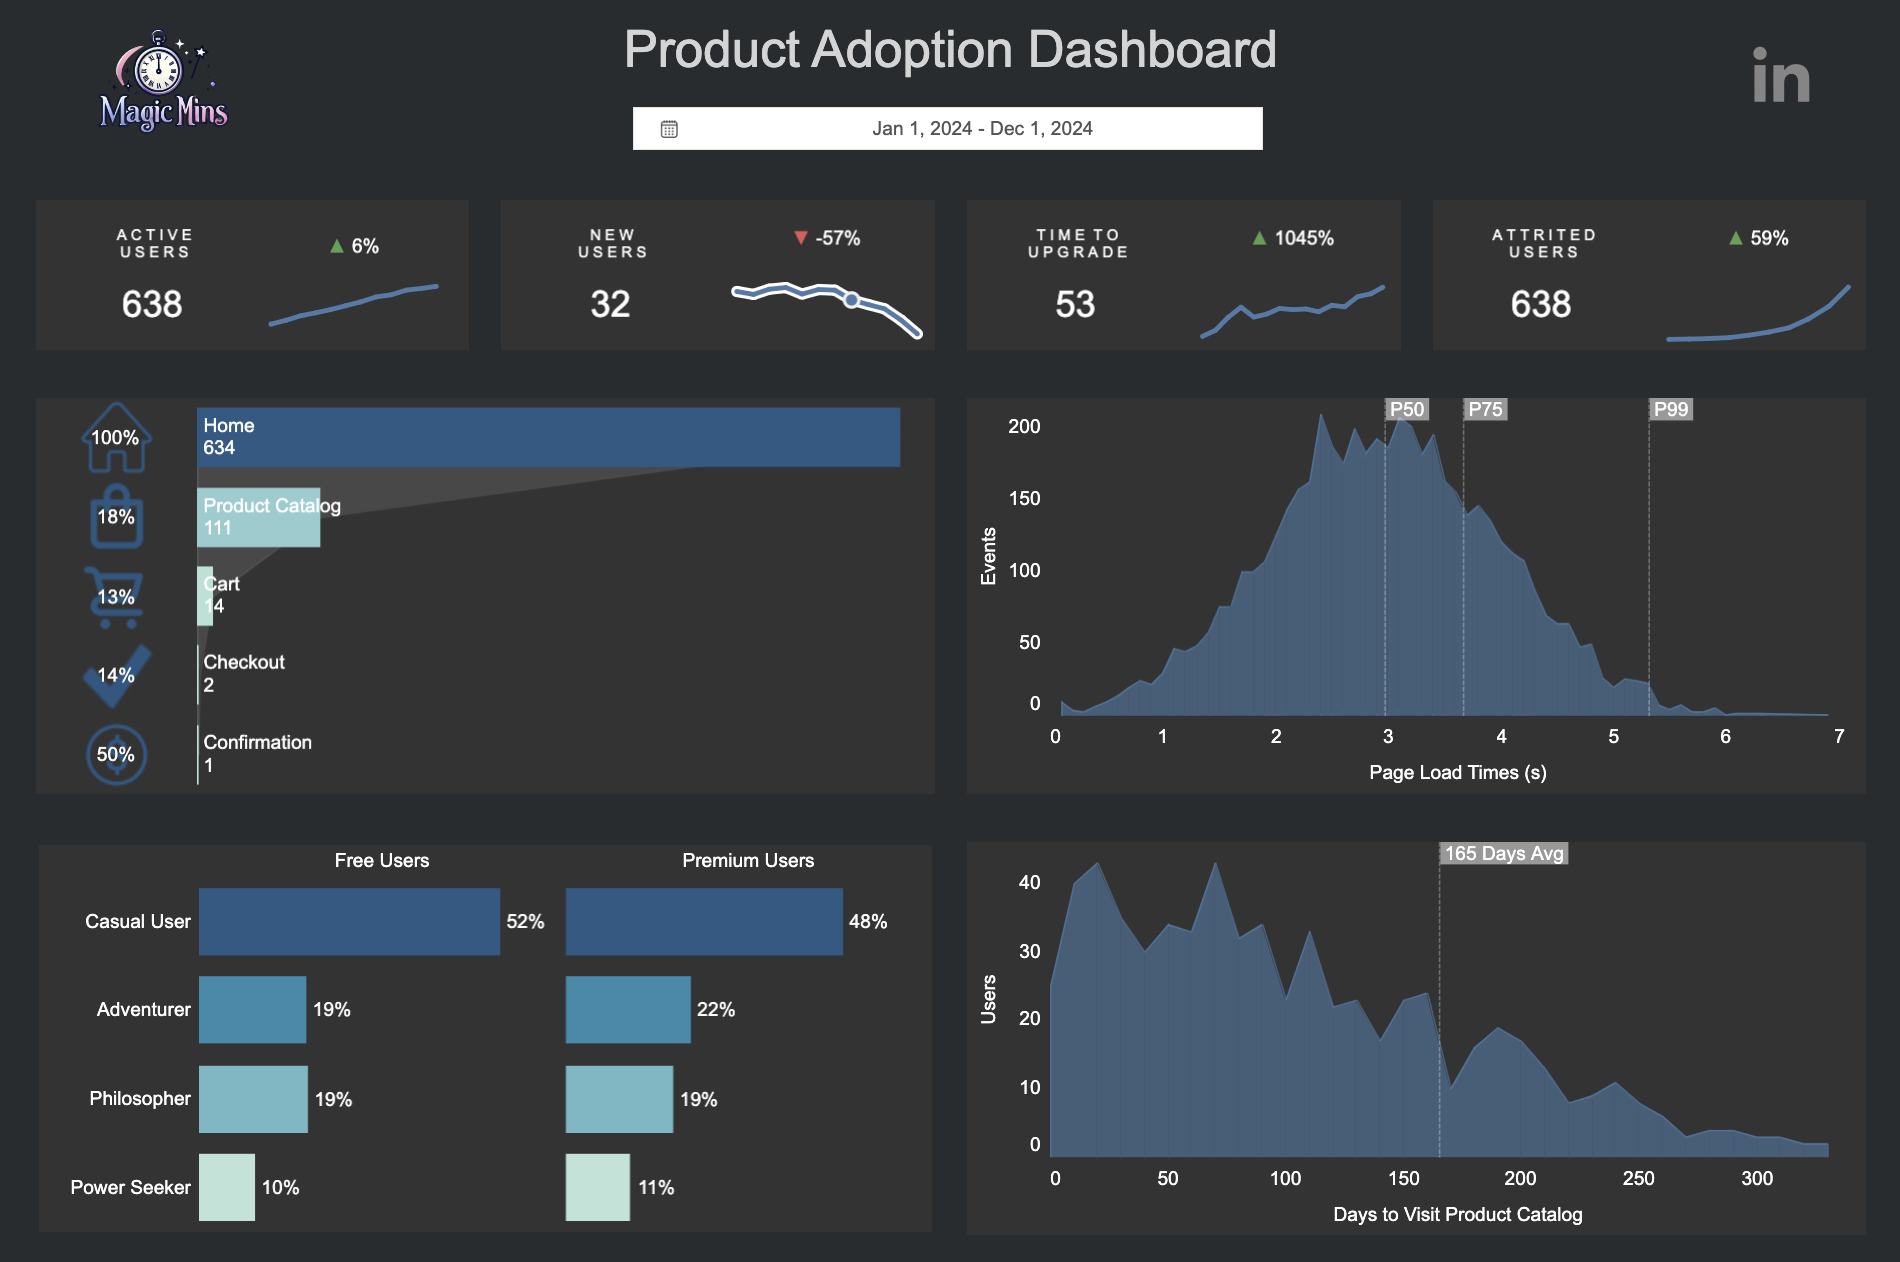 Magic Mins
Product Adoption Dashboard
in
Jan 1, 2024 - Dec 1, 2024
ACTIVE
USERS
638
▲ 6%
NEW
USERS
32
▼ -57%
TIME TO
UPGRADE
53
▲ 1045%
ATTRITED
USERS
638
▲ 59%
100%
Home
634
18%
Product Catalog
111
13%
Cart
14
14%
Checkout
2
50%
Confirmation
1
P50
P75
P99
200
150
100
50
0
Events
0 1 2 3 4 5 6 7
Page Load Times (s)
Free Users
Premium Users
Casual User 52% 48%
Adventurer 19% 22%
Philosopher 19% 19%
Power Seeker 10% 11%
165 Days Avg
40
30
20
10
0
Users
0 50 100 150 200 250 300
Days to Visit Product Catalog